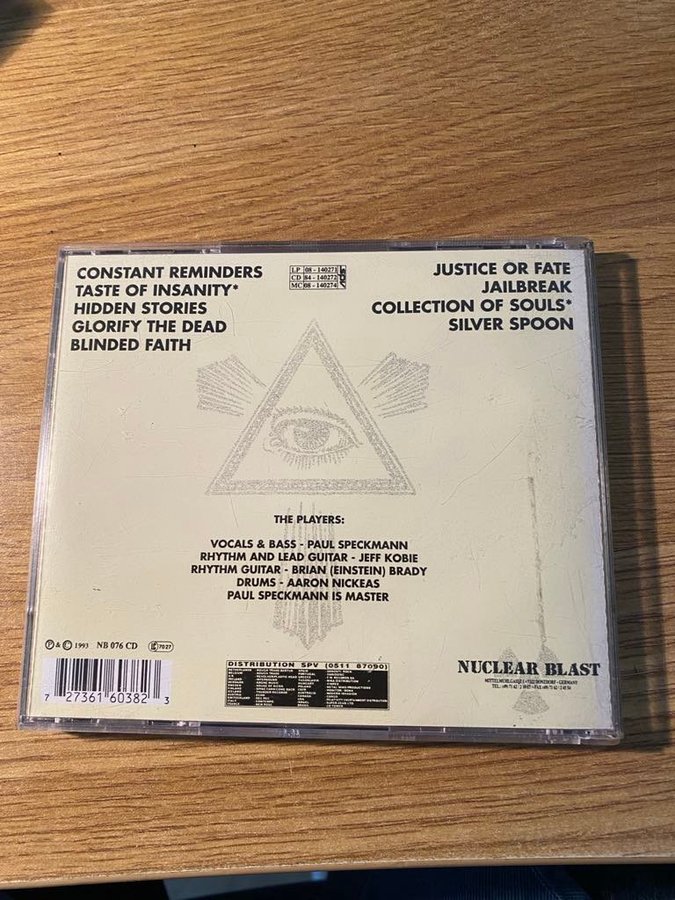 CONSTANT REMINDERS
TASTE OF INSANITY*
HIDDEN STORIES
GLORIFY THE DEAD
BLINDED FAITH
LP 08 - 140271
CD 84 - 140272
MC 08 - 140274
JUSTICE OR FATE
JAILBREAK
COLLECTION OF SOULS*
SILVER SPOON
THE PLAYERS:
VOCALS & BASS - PAUL SPECKMANN
RHYTHM AND LEAD GUITAR - JEFF KOBIE
RHYTHM GUITAR - BRIAN (EINSTEIN) BRADY
DRUMS - AARON NICKEAS
PAUL SPECKMANN IS MASTER
℗ & © 1993 NB 076 CD
7 27361 60382 3
DISTRIBUTION SPV (0511 87090)
NUCLEAR BLAST